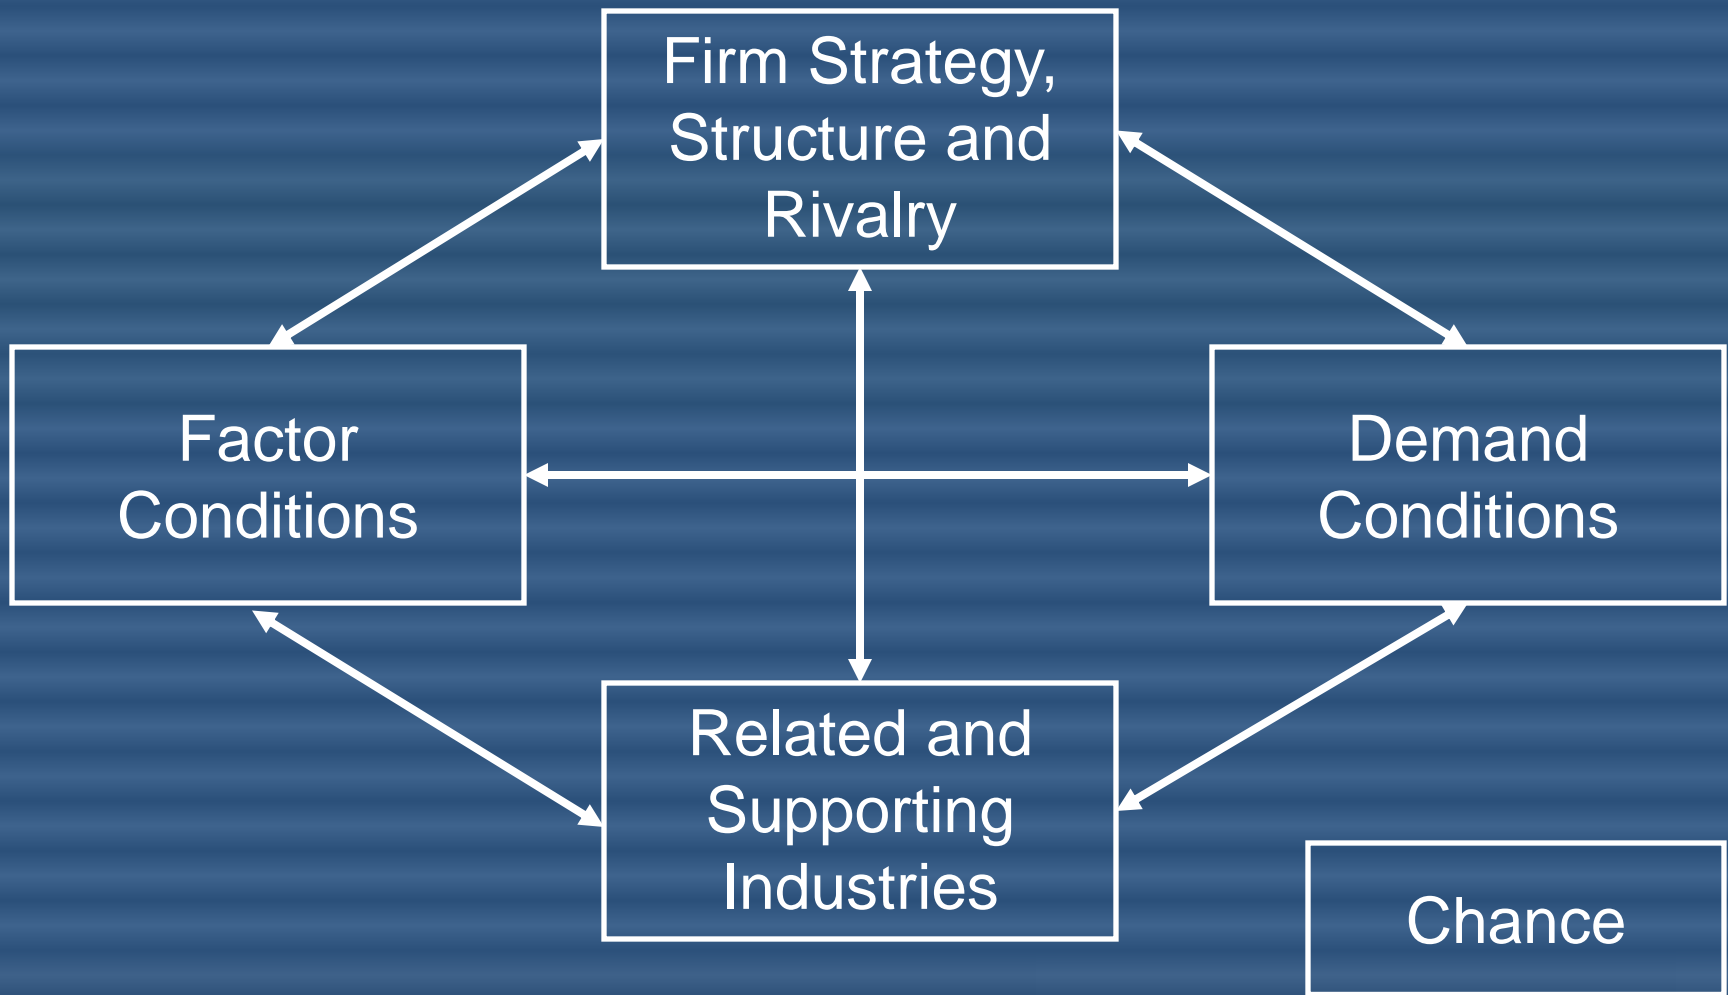 Firm Strategy,
Structure and
Rivalry
Factor
Conditions
Demand
Conditions
Related and
Supporting
Industries
Chance